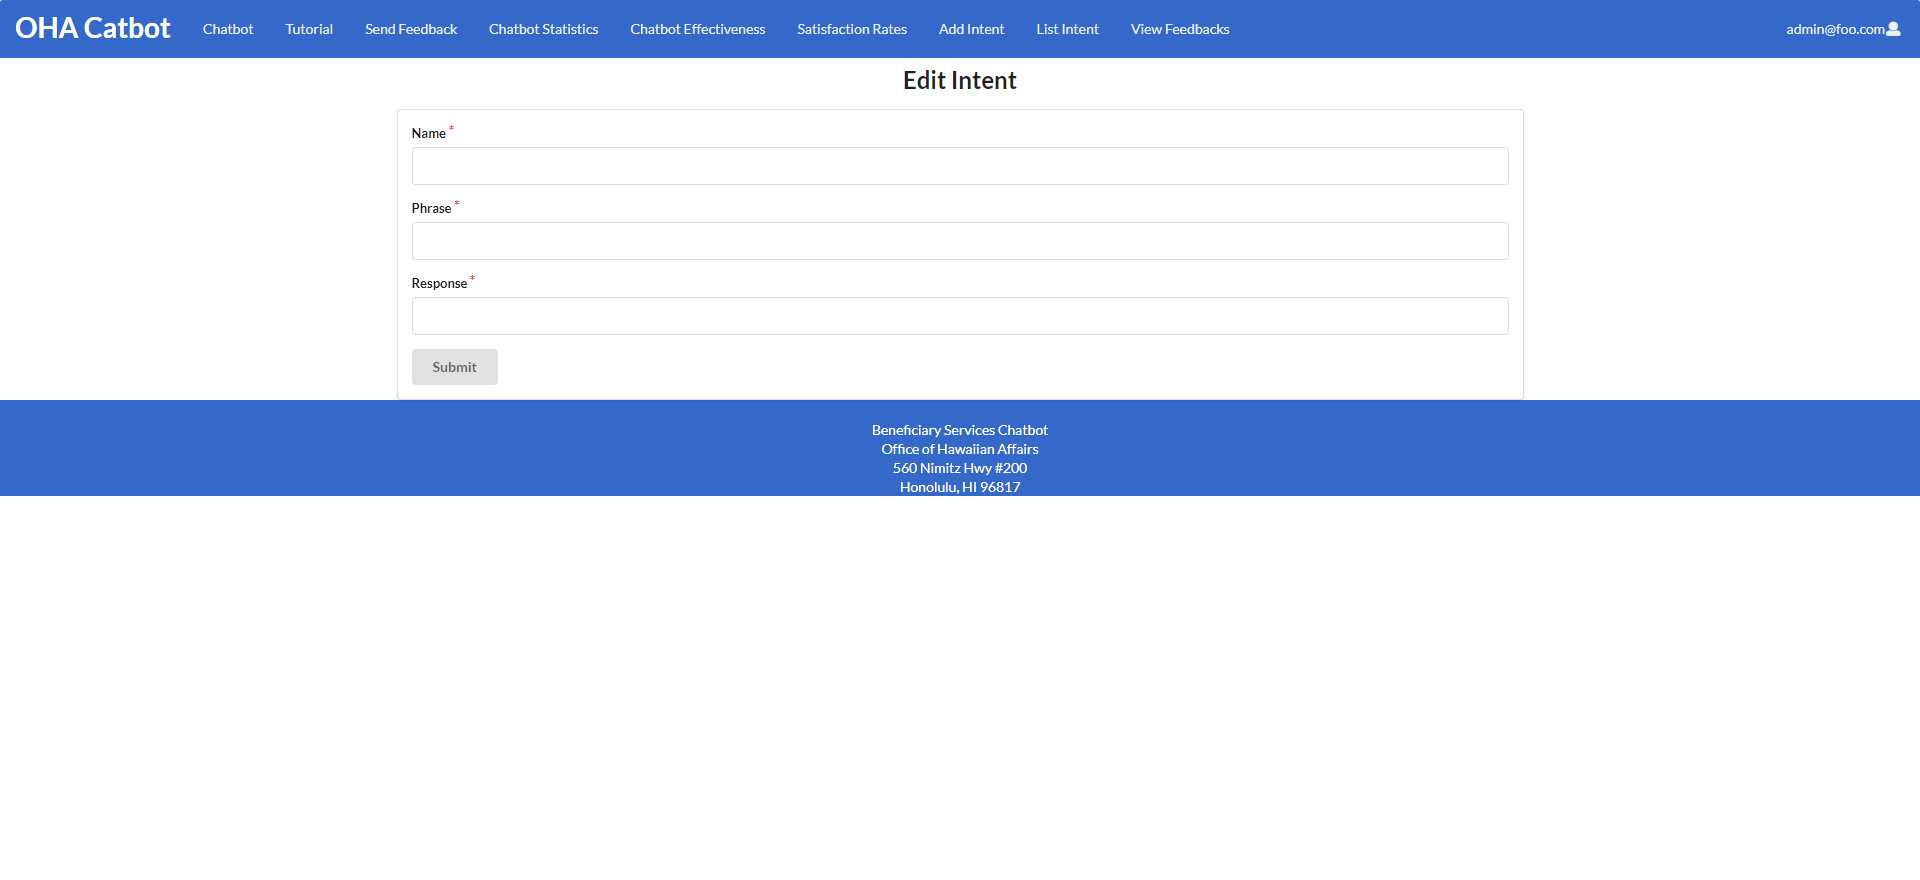 OHA Catbot Chatbot Tutorial Send Feedback Chatbot Statistics Chatbot Effectiveness Satisfaction Rates Add Intent List Intent View Feedbacks admin@foo.com
Edit Intent
Name *
Phrase *
Response *
Submit
Beneficiary Services Chatbot
Office of Hawaiian Affairs
560 Nimitz Hwy #200
Honolulu, HI 96817